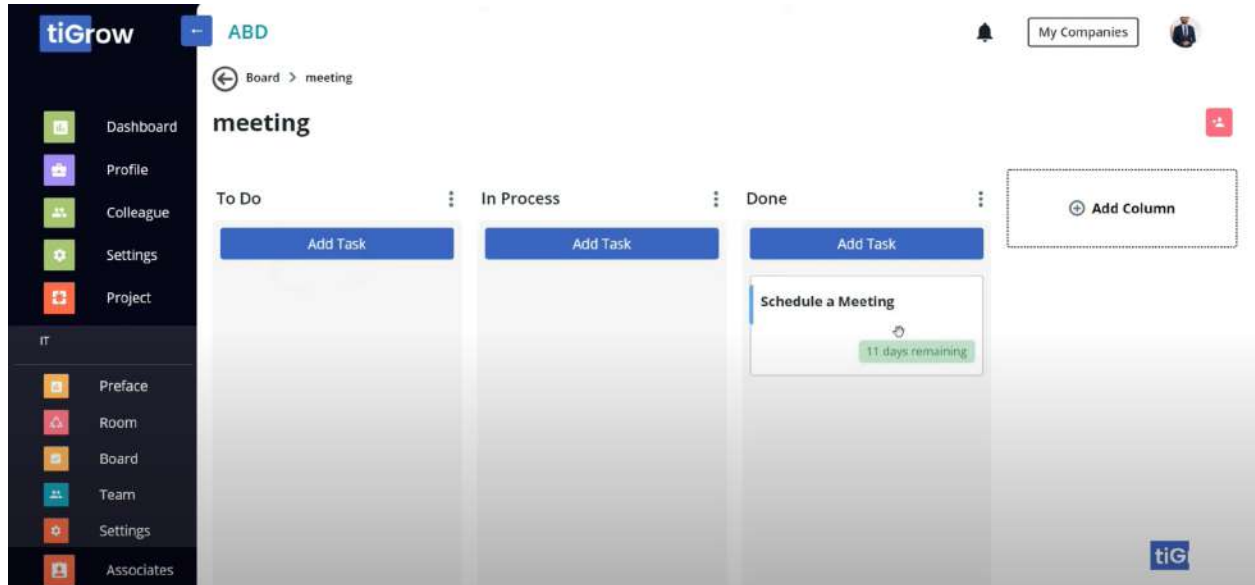 tiGrow
ABD
My Companies
Board > meeting
meeting
Dashboard
Profile
Colleague
Settings
Project
IT
Preface
Room
Board
Team
Settings
Associates
To Do
Add Task
In Process
Add Task
Done
Add Task
Schedule a Meeting
11 days remaining
Add Column
tiG